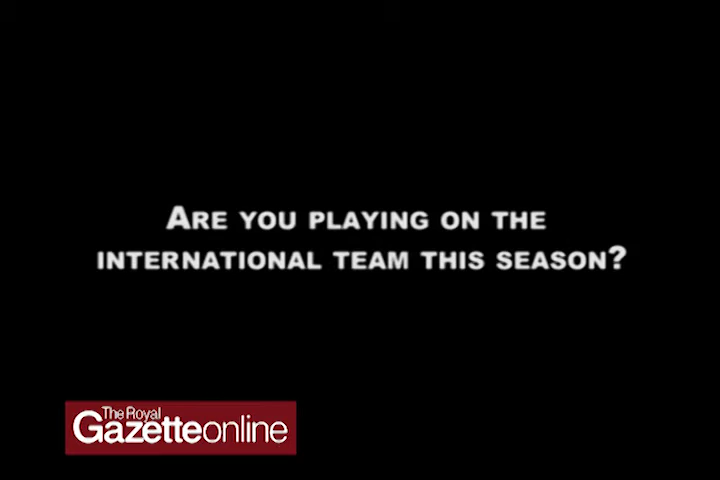 Are you playing on the
international team this season?
The Royal
Gazetteonline